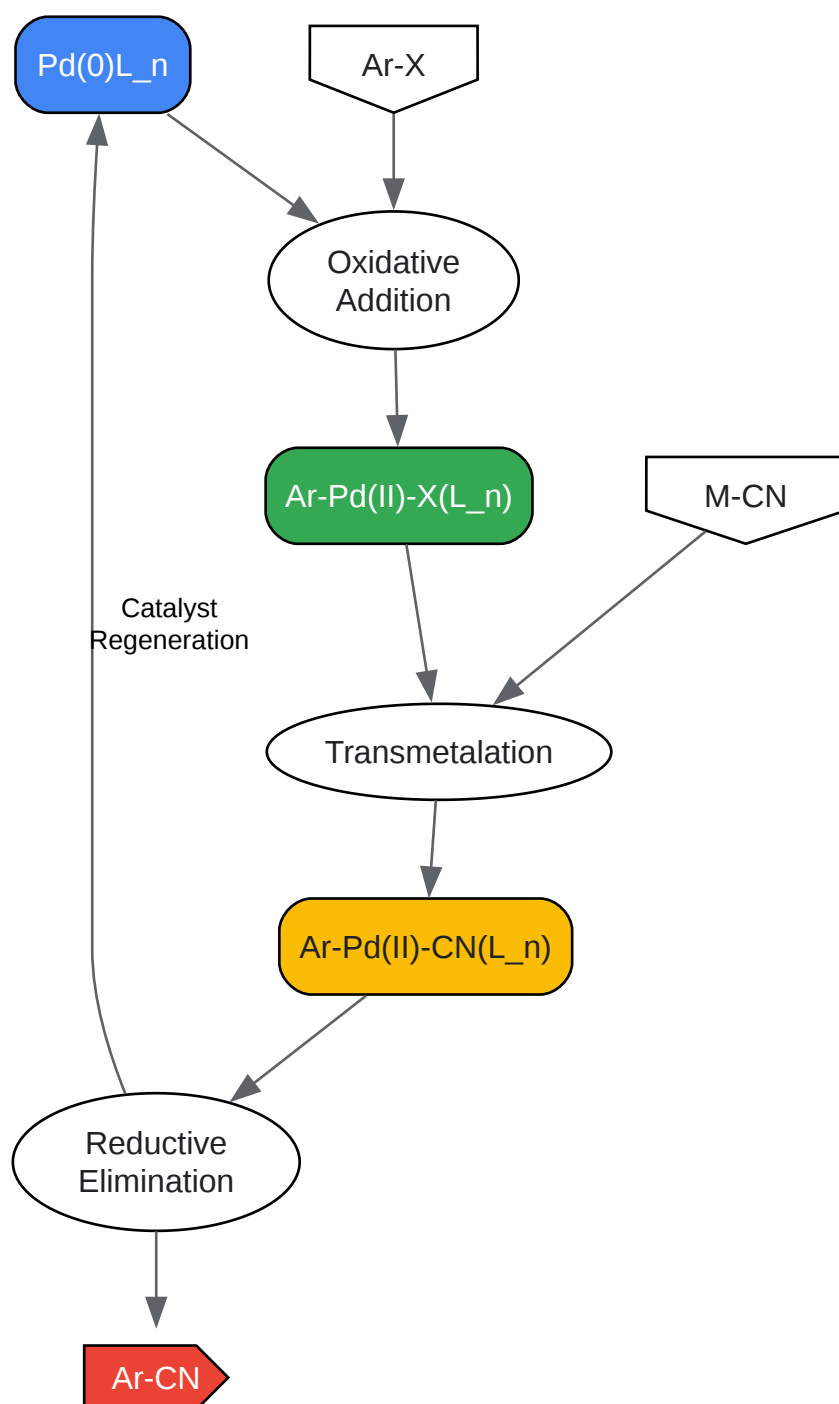 Pd(0)L_n
Ar-X
Oxidative
Addition
Ar-Pd(II)-X(L_n)
M-CN
Catalyst
Regeneration
Transmetalation
Ar-Pd(II)-CN(L_n)
Reductive
Elimination
Ar-CN